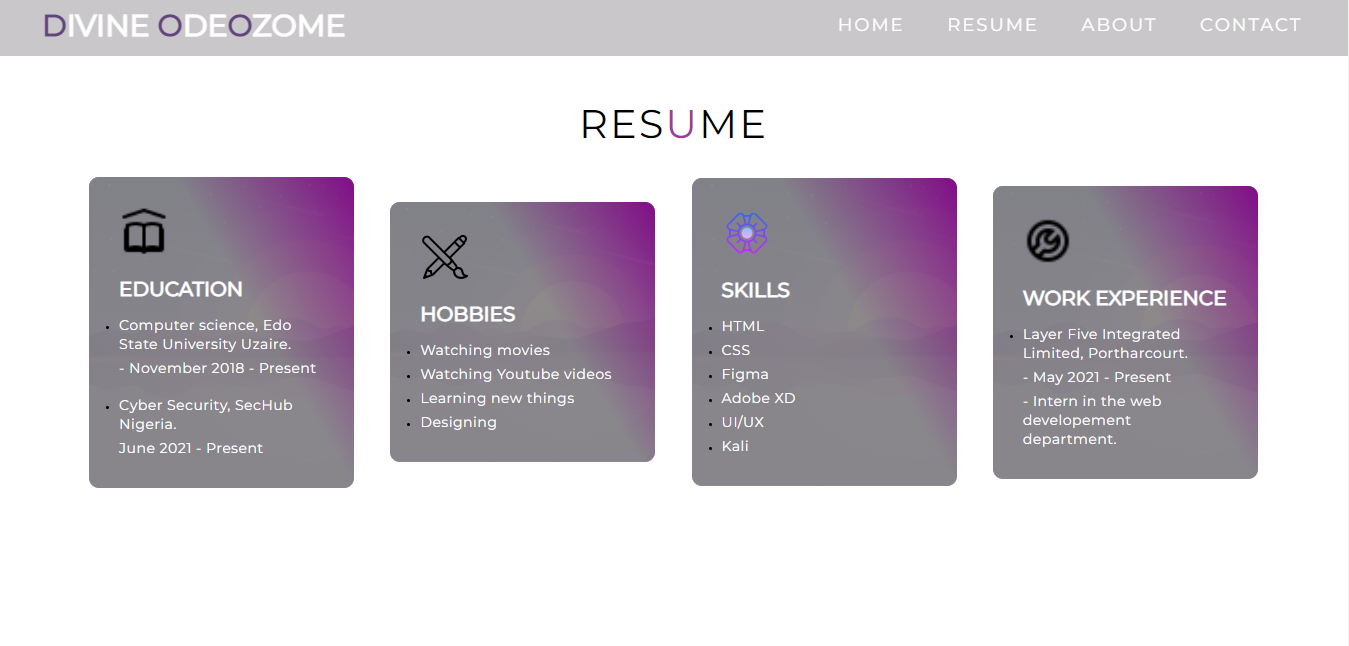 DIVINE ODEOZOME
HOME RESUME ABOUT CONTACT
RESUME
EDUCATION
• Computer science, Edo
State University Uzaire.
- November 2018 - Present
• Cyber Security, SecHub
Nigeria.
June 2021 - Present
HOBBIES
• Watching movies
• Watching Youtube videos
• Learning new things
• Designing
SKILLS
• HTML
• CSS
• Figma
• Adobe XD
• UI/UX
• Kali
WORK EXPERIENCE
• Layer Five Integrated
Limited, Portharcourt.
- May 2021 - Present
- Intern in the web
developement
department.